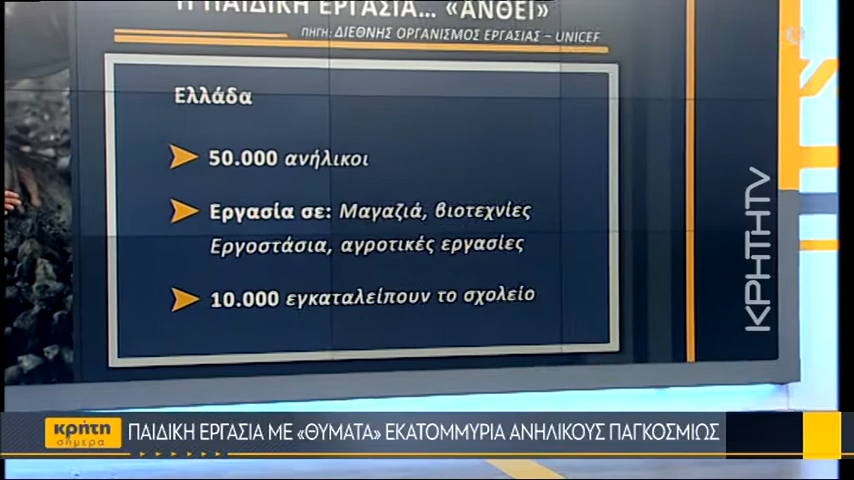 Η ΠΑΙΔΙΚΗ ΕΡΓΑΣΙΑ... «ΑΝΘΕΙ»
ΠΗΓΗ: ΔΙΕΘΝΗΣ ΟΡΓΑΝΙΣΜΟΣ ΕΡΓΑΣΙΑΣ – UNICEF
Ελλάδα
50.000 ανήλικοι
Εργασία σε: Μαγαζιά, βιοτεχνίες
Εργοστάσια, αγροτικές εργασίες
10.000 εγκαταλείπουν το σχολείο
ΚΡΗΤΗTV
κρήτη
σήμερα
ΠΑΙΔΙΚΗ ΕΡΓΑΣΙΑ ΜΕ «ΘΥΜΑΤΑ» ΕΚΑΤΟΜΜΥΡΙΑ ΑΝΗΛΙΚΟΥΣ ΠΑΓΚΟΣΜΙΩΣ